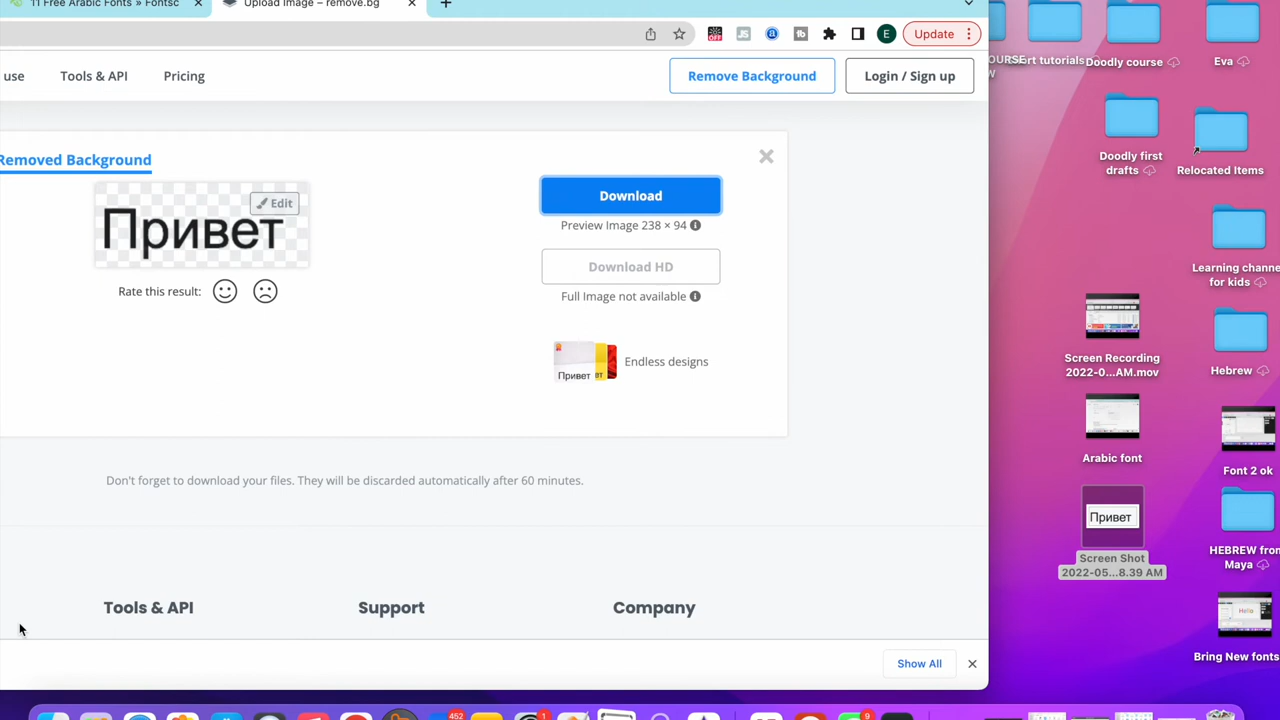 11 Free Arabic Fonts » Fontsc
Upload Image – remove.bg
Update
E
use
Tools & API
Pricing
Remove Background
Login / Sign up
Removed Background
Edit
Привет
Rate this result:
Download
Preview Image 238 × 94
Download HD
Full Image not available
Привет
Endless designs
Don't forget to download your files. They will be discarded automatically after 60 minutes.
Tools & API
Support
Company
Show All
Doodly course
Eva
Doodly first
drafts
Relocated Items
Learning channe
for kids
Screen Recording
2022-0...AM.mov
Hebrew
Arabic font
Font 2 ok
Привет
Screen Shot
2022-05...8.39 AM
HEBREW from
Maya
Hello
Bring New fonts
452
1
9